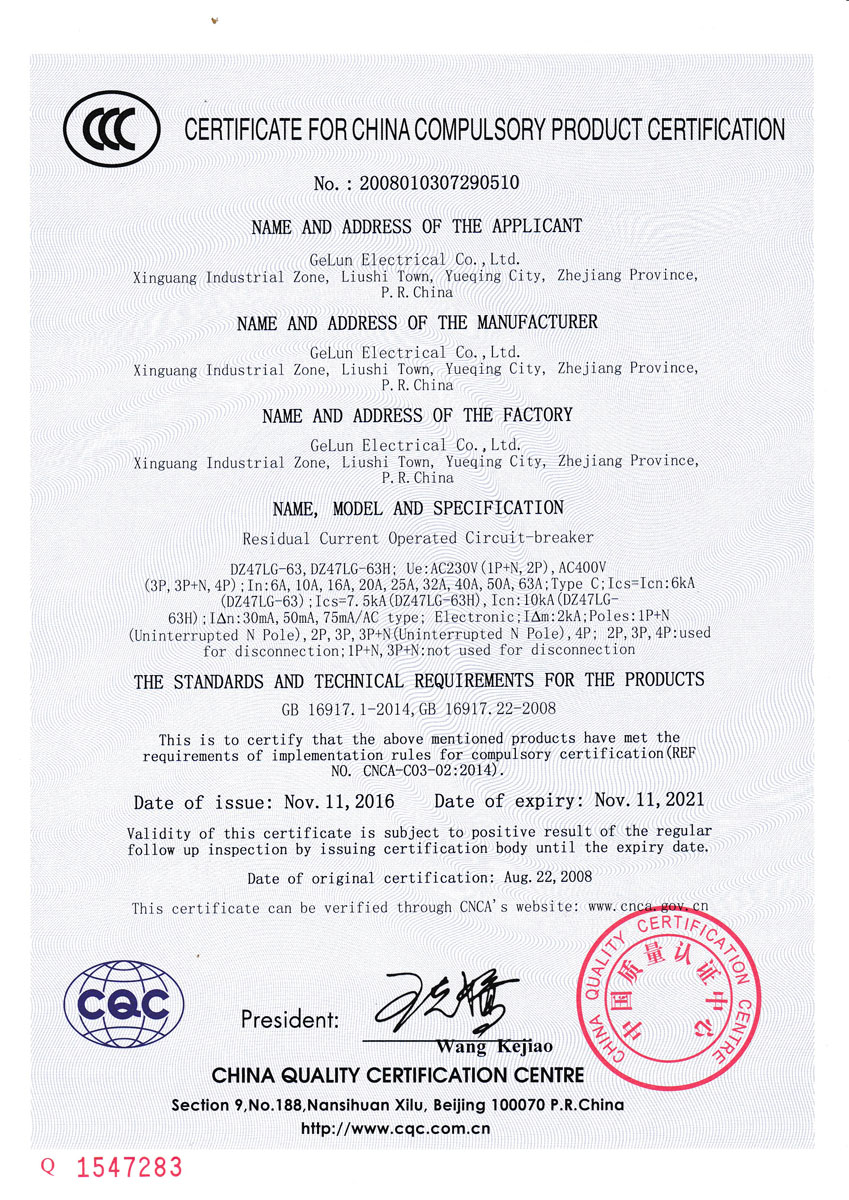 CCC
CERTIFICATE FOR CHINA COMPULSORY PRODUCT CERTIFICATION
No.: 2008010307290510
NAME AND ADDRESS OF THE APPLICANT
GeLun Electrical Co.,Ltd.
Xinguang Industrial Zone, Liushi Town, Yueqing City, Zhejiang Province,
P.R.China
NAME AND ADDRESS OF THE MANUFACTURER
GeLun Electrical Co.,Ltd.
Xinguang Industrial Zone, Liushi Town, Yueqing City, Zhejiang Province,
P.R.China
NAME AND ADDRESS OF THE FACTORY
GeLun Electrical Co.,Ltd.
Xinguang Industrial Zone, Liushi Town, Yueqing City, Zhejiang Province,
P.R.China
NAME, MODEL AND SPECIFICATION
Residual Current Operated Circuit-breaker
DZ47LG-63,DZ47LG-63H; Ue:AC230V(1P+N,2P),AC400V
(3P,3P+N,4P);In:6A,10A,16A,20A,25A,32A,40A,50A,63A;Type C;Ics=Icn:6kA
(DZ47LG-63);Ics=7.5kA(DZ47LG-63H),Icn:10kA(DZ47LG-
63H);IΔn:30mA,50mA,75mA/AC type; Electronic;IΔm:2kA;Poles:1P+N
(Uninterrupted N Pole),2P,3P,3P+N(Uninterrupted N Pole),4P; 2P,3P,4P:used
for disconnection;1P+N,3P+N:not used for disconnection
THE STANDARDS AND TECHNICAL REQUIREMENTS FOR THE PRODUCTS
GB 16917.1-2014,GB 16917.22-2008
This is to certify that the above mentioned products have met the
requirements of implementation rules for compulsory certification(REF
NO. CNCA-C03-02:2014).
Date of issue: Nov.11,2016 Date of expiry: Nov.11,2021
Validity of this certificate is subject to positive result of the regular
follow up inspection by issuing certification body until the expiry date.
Date of original certification: Aug.22,2008
This certificate can be verified through CNCA's website: www.cnca.gov.cn
CHINA QUALITY CERTIFICATION CENTRE
中国质量认证中心
CQC
President:
Wang Kejiao
CHINA QUALITY CERTIFICATION CENTRE
Section 9,No.188,Nansihuan Xilu, Beijing 100070 P.R.China
http://www.cqc.com.cn
Q 1547283